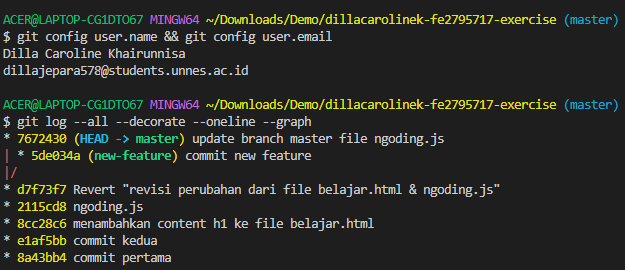 ACER@LAPTOP-CG1DTO67 MINGW64 ~/Downloads/Demo/dillacarolinek-fe2795717-exercise (master)
$ git config user.name && git config user.email
Dilla Caroline Khairunnisa
dillajepara578@students.unnes.ac.id
ACER@LAPTOP-CG1DTO67 MINGW64 ~/Downloads/Demo/dillacarolinek-fe2795717-exercise (master)
$ git log --all --decorate --oneline --graph
* 7672430 (HEAD -> master) update branch master file ngoding.js
| * 5de034a (new-feature) commit new feature
|/
* d7f73f7 Revert "revisi perubahan dari file belajar.html & ngoding.js"
* 2115cd8 ngoding.js
* 8cc28c6 menambahkan content h1 ke file belajar.html
* e1af5bb commit kedua
* 8a43bb4 commit pertama